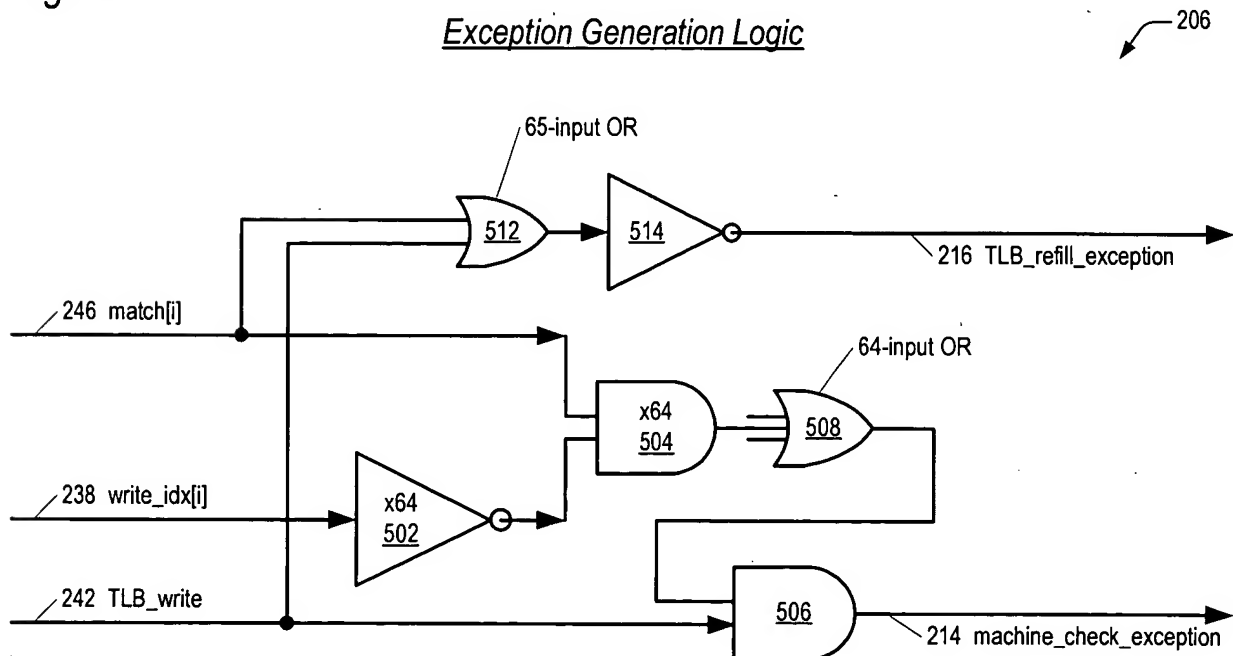 Exception Generation Logic
206
65-input OR
512
514
216 TLB_refill_exception
246 match[i]
64-input OR
x64
504
508
238 write_idx[i]
x64
502
242 TLB_write
506
214 machine_check_exception